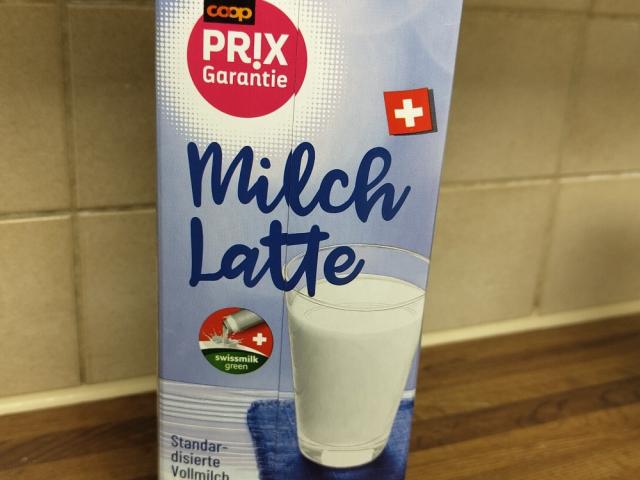 coop
PR!X
Garantie
Milch
Latte
swissmilk
green
Standar-
disierte
Vollmilch